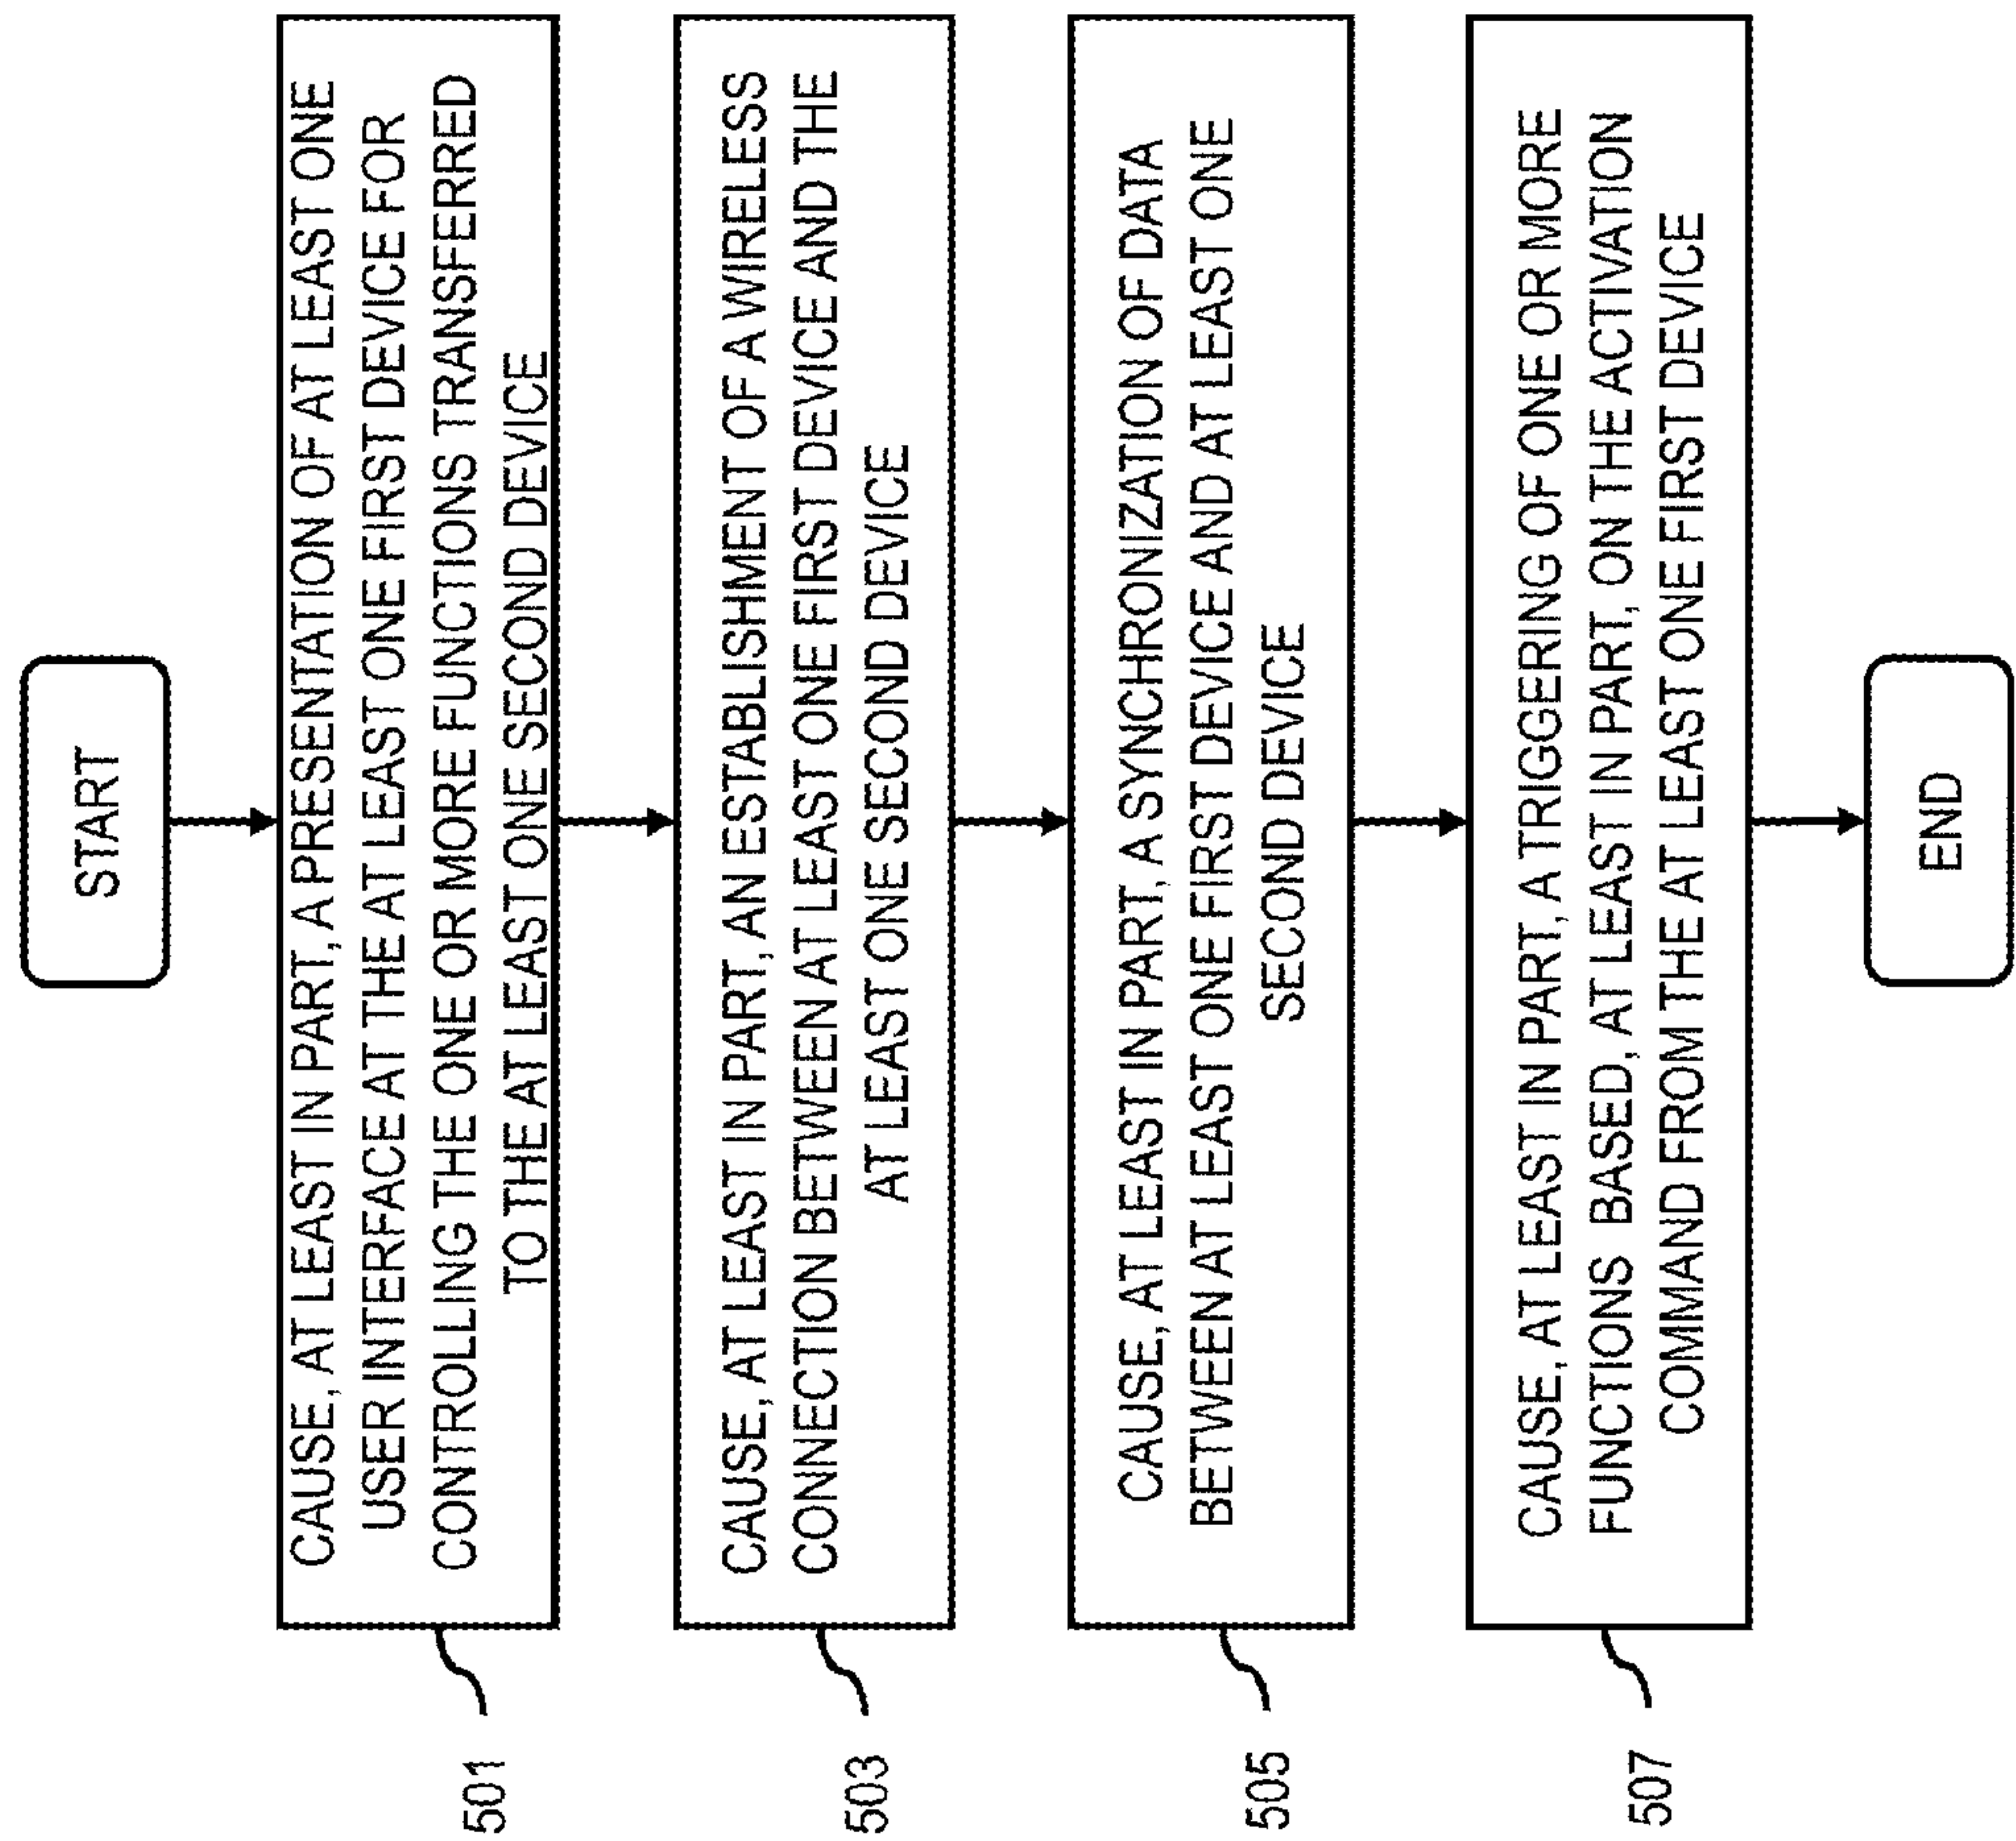 START
CAUSE, AT LEAST IN PART, A PRESENTATION OF AT LEAST ONE
USER INTERFACE AT THE AT LEAST ONE FIRST DEVICE FOR
CONTROLLING THE ONE OR MORE FUNCTIONS TRANSFERRED
TO THE AT LEAST ONE SECOND DEVICE
501
CAUSE, AT LEAST IN PART, AN ESTABLISHMENT OF A WIRELESS
CONNECTION BETWEEN AT LEAST ONE FIRST DEVICE AND THE
AT LEAST ONE SECOND DEVICE
503
CAUSE, AT LEAST IN PART, A SYNCHRONIZATION OF DATA
BETWEEN AT LEAST ONE FIRST DEVICE AND AT LEAST ONE
SECOND DEVICE
505
CAUSE, AT LEAST IN PART, A TRIGGERING OF ONE OR MORE
FUNCTIONS BASED, AT LEAST IN PART, ON THE ACTIVATION
COMMAND FROM THE AT LEAST ONE FIRST DEVICE
507
END